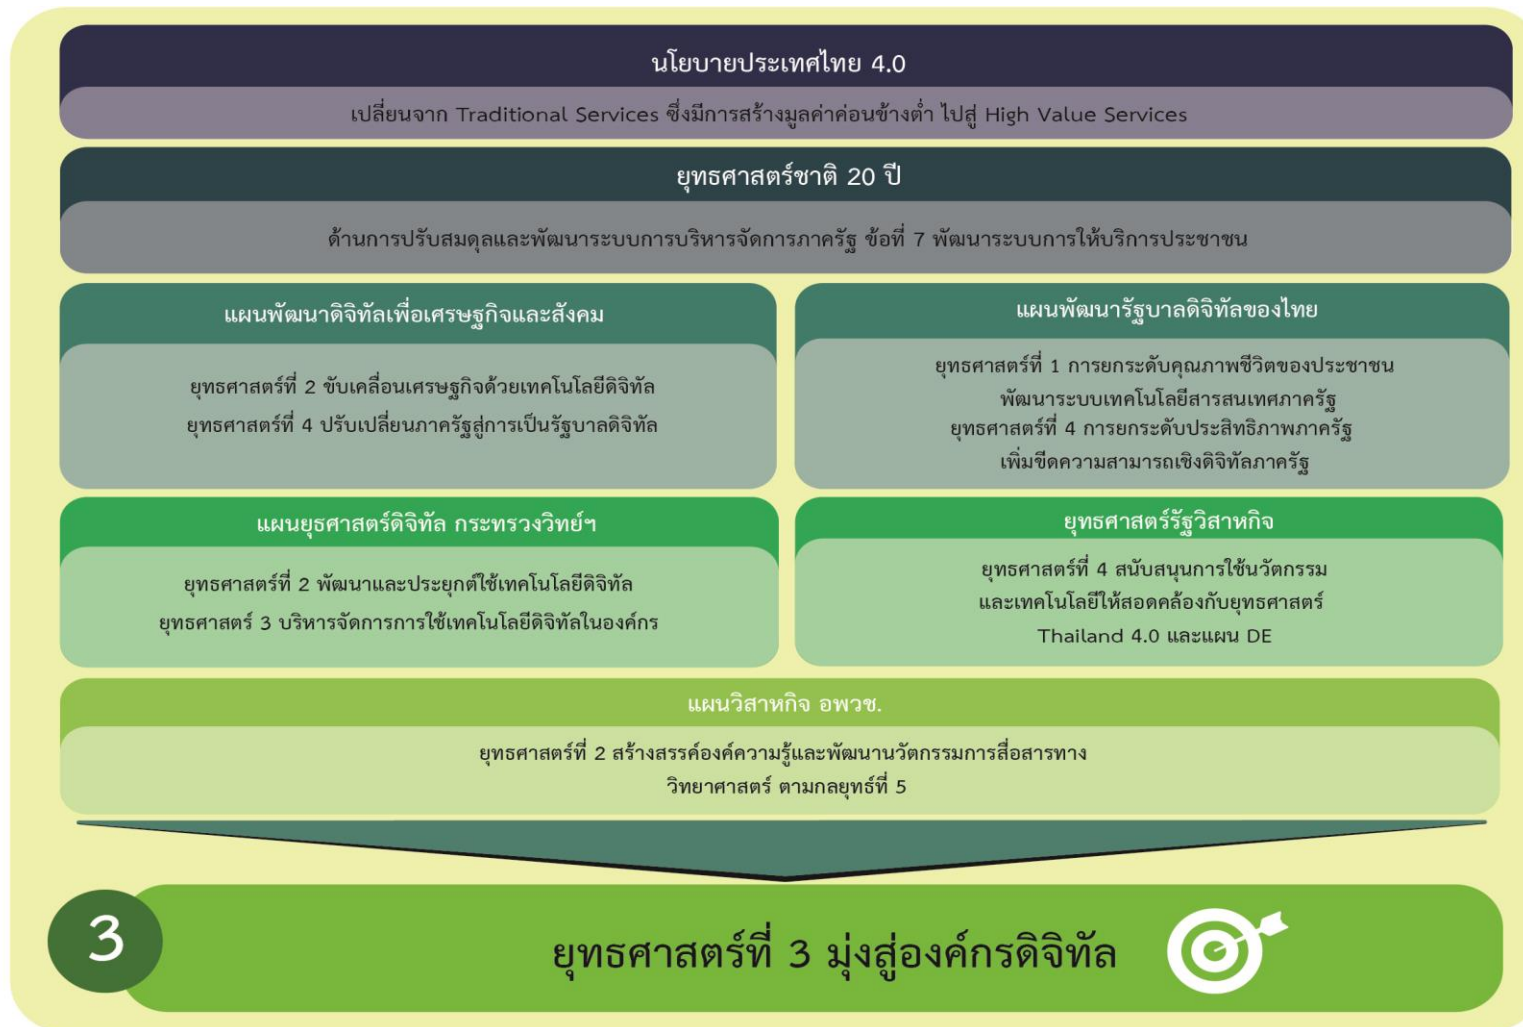 นโยบายประเทศไทย 4.0
เปลี่ยนจาก Traditional Services ซึ่งมีการสร้างมูลค่าค่อนข้างต่ำ ไปสู่ High Value Services
ยุทธศาสตร์ชาติ 20 ปี
ด้านการปรับสมดุลและพัฒนาระบบการบริหารจัดการภาครัฐ ข้อที่ 7 พัฒนาระบบการให้บริการประชาชน
แผนพัฒนาดิจิทัลเพื่อเศรษฐกิจและสังคม
ยุทธศาสตร์ที่ 2 ขับเคลื่อนเศรษฐกิจด้วยเทคโนโลยีดิจิทัล
ยุทธศาสตร์ที่ 4 ปรับเปลี่ยนภาครัฐสู่การเป็นรัฐบาลดิจิทัล
แผนพัฒนารัฐบาลดิจิทัลของไทย
ยุทธศาสตร์ที่ 1 การยกระดับคุณภาพชีวิตของประชาชน
พัฒนาระบบเทคโนโลยีสารสนเทศภาครัฐ
ยุทธศาสตร์ที่ 4 การยกระดับประสิทธิภาพภาครัฐ
เพิ่มขีดความสามารถเชิงดิจิทัลภาครัฐ
แผนยุธศาสตร์ดิจิทัล กระทรวงวิทย์ฯ
ยุทธศาสตร์ที่ 2 พัฒนาและประยุกต์ใช้เทคโนโลยีดิจิทัล
ยุทธศาสตร์ 3 บริหารจัดการการใช้เทคโนโลยีดิจิทัลในองค์กร
ยุทธศาสตร์รัฐวิสาหกิจ
ยุทธศาสตร์ที่ 4 สนับสนุนการใช้นวัตกรรม
และเทคโนโลยีให้สอดคล้องกับยุทธศาสตร์
Thailand 4.0 และแผน DE
แผนวิสาหกิจ อพวช.
ยุทธศาสตร์ที่ 2 สร้างสรรค์องค์ความรู้และพัฒนานวัตกรรมการสื่อสารทาง
วิทยาศาสตร์ ตามกลยุทธ์ที่ 5
3
ยุทธศาสตร์ที่ 3 มุ่งสู่องค์กรดิจิทัล